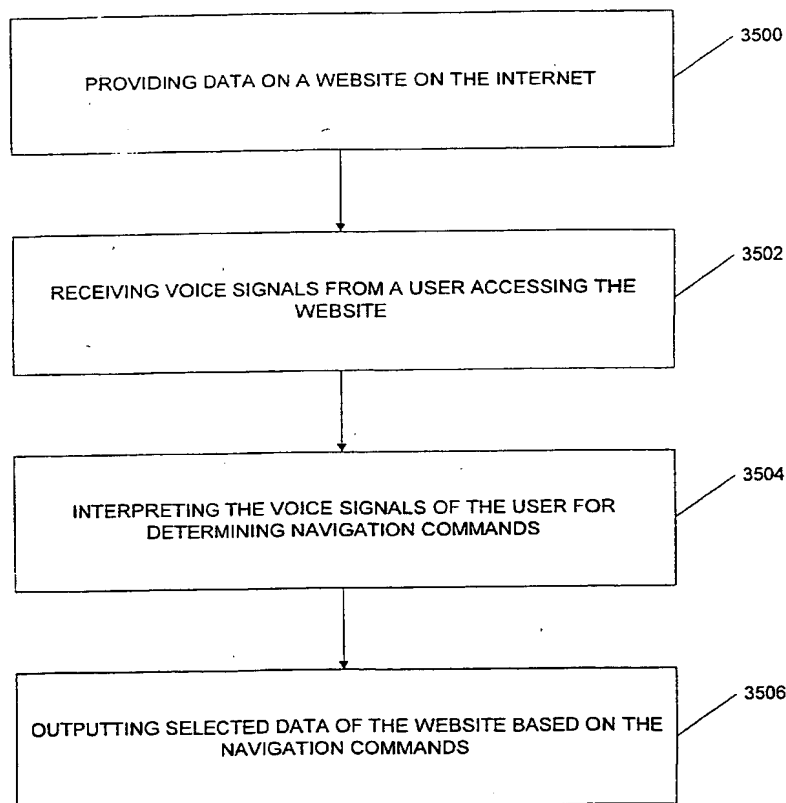 3500
PROVIDING DATA ON A WEBSITE ON THE INTERNET
3502
RECEIVING VOICE SIGNALS FROM A USER ACCESSING THE
WEBSITE
3504
INTERPRETING THE VOICE SIGNALS OF THE USER FOR
DETERMINING NAVIGATION COMMANDS
3506
OUTPUTTING SELECTED DATA OF THE WEBSITE BASED ON THE
NAVIGATION COMMANDS